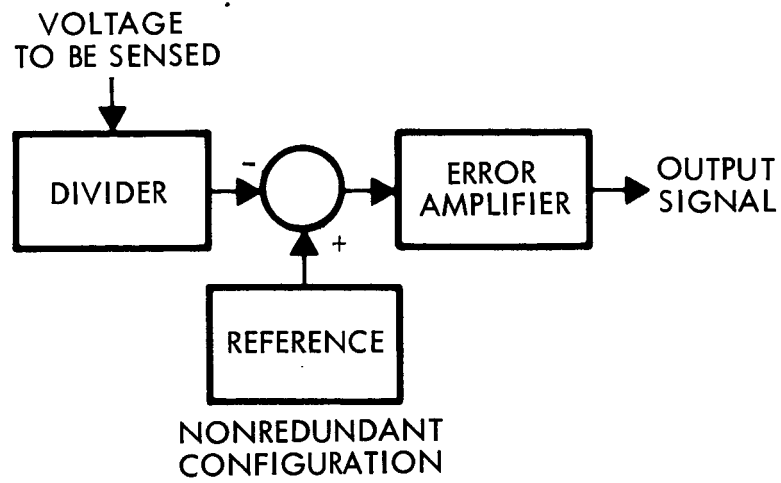 VOLTAGE
TO BE SENSED
DIVIDER
-
+
ERROR
AMPLIFIER
OUTPUT
SIGNAL
REFERENCE
NONREDUNDANT
CONFIGURATION